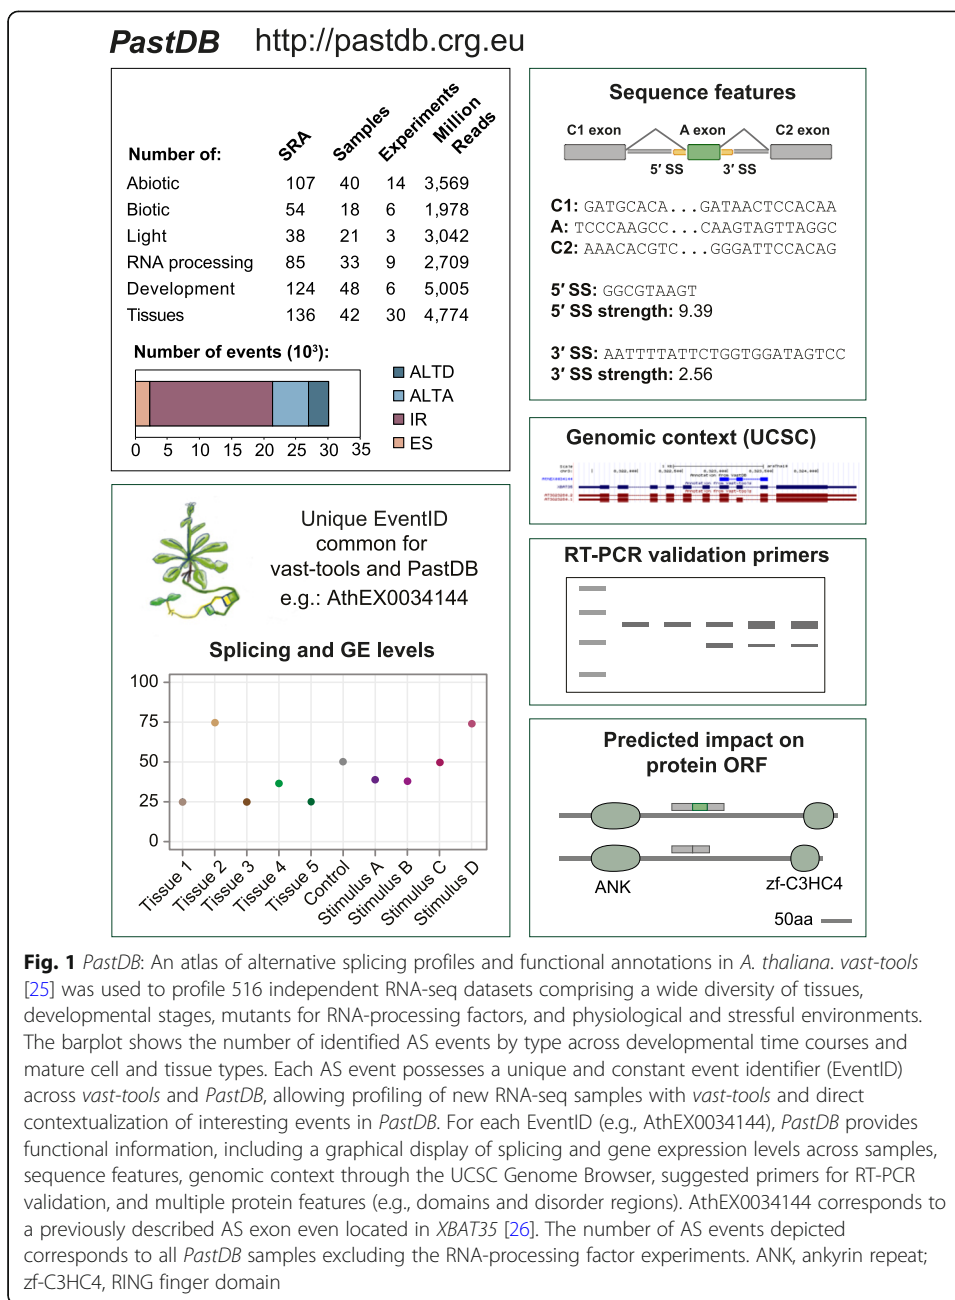 PastDB http://pastdb.crg.eu
Number of: SRA Samples Experiments Million Reads
Abiotic 107 40 14 3,569
Biotic 54 18 6 1,978
Light 38 21 3 3,042
RNA processing 85 33 9 2,709
Development 124 48 6 5,005
Tissues 136 42 30 4,774
Number of events (10³):
ALTD
ALTA
IR
ES
0 5 10 15 20 25 30 35
Unique EventID
common for
vast-tools and PastDB
e.g.: AthEX0034144
Splicing and GE levels
100
75
50
25
0
Tissue 1 Tissue 2 Tissue 3 Tissue 4 Tissue 5 Control Stimulus A Stimulus B Stimulus C Stimulus D
Sequence features
C1 exon A exon C2 exon
5′ SS 3′ SS
C1: GATGCACA...GATAACTCCACAA
A: TCCCAAGCC...CAAGTAGTTAGGC
C2: AAACACGTC...GGGATTCCACAG
5′ SS: GGCGTAAGT
5′ SS strength: 9.39
3′ SS: AATTTTATTCTGGTGGATAGTCC
3′ SS strength: 2.56
Genomic context (UCSC)
RT-PCR validation primers
Predicted impact on
protein ORF
ANK zf-C3HC4
50aa
Fig. 1 PastDB: An atlas of alternative splicing profiles and functional annotations in A. thaliana. vast-tools
[25] was used to profile 516 independent RNA-seq datasets comprising a wide diversity of tissues,
developmental stages, mutants for RNA-processing factors, and physiological and stressful environments.
The barplot shows the number of identified AS events by type across developmental time courses and
mature cell and tissue types. Each AS event possesses a unique and constant event identifier (EventID)
across vast-tools and PastDB, allowing profiling of new RNA-seq samples with vast-tools and direct
contextualization of interesting events in PastDB. For each EventID (e.g., AthEX0034144), PastDB provides
functional information, including a graphical display of splicing and gene expression levels across samples,
sequence features, genomic context through the UCSC Genome Browser, suggested primers for RT-PCR
validation, and multiple protein features (e.g., domains and disorder regions). AthEX0034144 corresponds to
a previously described AS exon even located in XBAT35 [26]. The number of AS events depicted
corresponds to all PastDB samples excluding the RNA-processing factor experiments. ANK, ankyrin repeat;
zf-C3HC4, RING finger domain